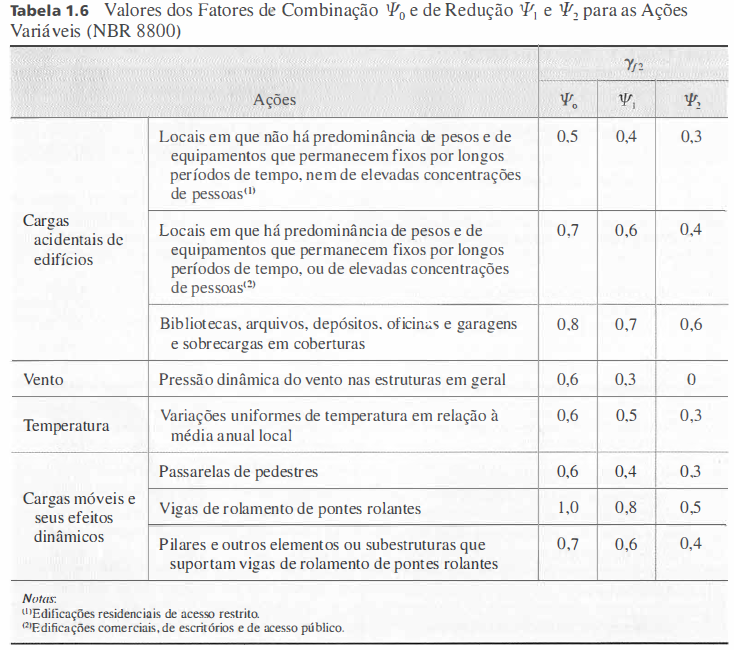 Tabela 1.6 Valores dos Fatores de Combinação Ψ₀ e de Redução Ψ₁ e Ψ₂ para as Ações
Variáveis (NBR 8800)
γf2
Ações Ψ₀ Ψ₁ Ψ₂
Cargas acidentais de edifícios
Locais em que não há predominância de pesos e de 0,5 0,4 0,3
equipamentos que permanecem fixos por longos
períodos de tempo, nem de elevadas concentrações
de pessoas⁽¹⁾
Locais em que há predominância de pesos e de 0,7 0,6 0,4
equipamentos que permanecem fixos por longos
períodos de tempo, ou de elevadas concentrações
de pessoas⁽²⁾
Bibliotecas, arquivos, depósitos, oficinas e garagens 0,8 0,7 0,6
e sobrecargas em coberturas
Vento Pressão dinâmica do vento nas estruturas em geral 0,6 0,3 0
Temperatura Variações uniformes de temperatura em relação à 0,6 0,5 0,3
média anual local
Cargas móveis e seus efeitos dinâmicos
Passarelas de pedestres 0,6 0,4 0,3
Vigas de rolamento de pontes rolantes 1,0 0,8 0,5
Pilares e outros elementos ou subestruturas que 0,7 0,6 0,4
suportam vigas de rolamento de pontes rolantes
Notas:
⁽¹⁾Edificações residenciais de acesso restrito.
⁽²⁾Edificações comerciais, de escritórios e de acesso público.